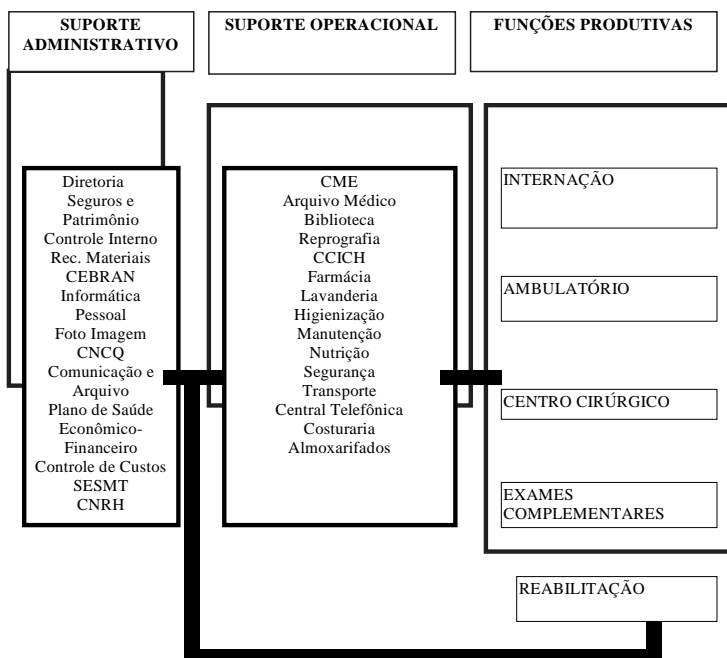 SUPORTE
ADMINISTRATIVO
SUPORTE OPERACIONAL
FUNÇÕES PRODUTIVAS
Diretoria
Seguros e
Patrimônio
Controle Interno
Rec. Materiais
CEBRAN
Informática
Pessoal
Foto Imagem
CNCQ
Comunicação e
Arquivo
Plano de Saúde
Econômico-
Financeiro
Controle de Custos
SESMT
CNRH
CME
Arquivo Médico
Biblioteca
Reprografia
CCICH
Farmácia
Lavanderia
Higienização
Manutenção
Nutrição
Segurança
Transporte
Central Telefônica
Costuraria
Almoxarifados
INTERNAÇÃO
AMBULATÓRIO
CENTRO CIRÚRGICO
EXAMES
COMPLEMENTARES
REABILITAÇÃO